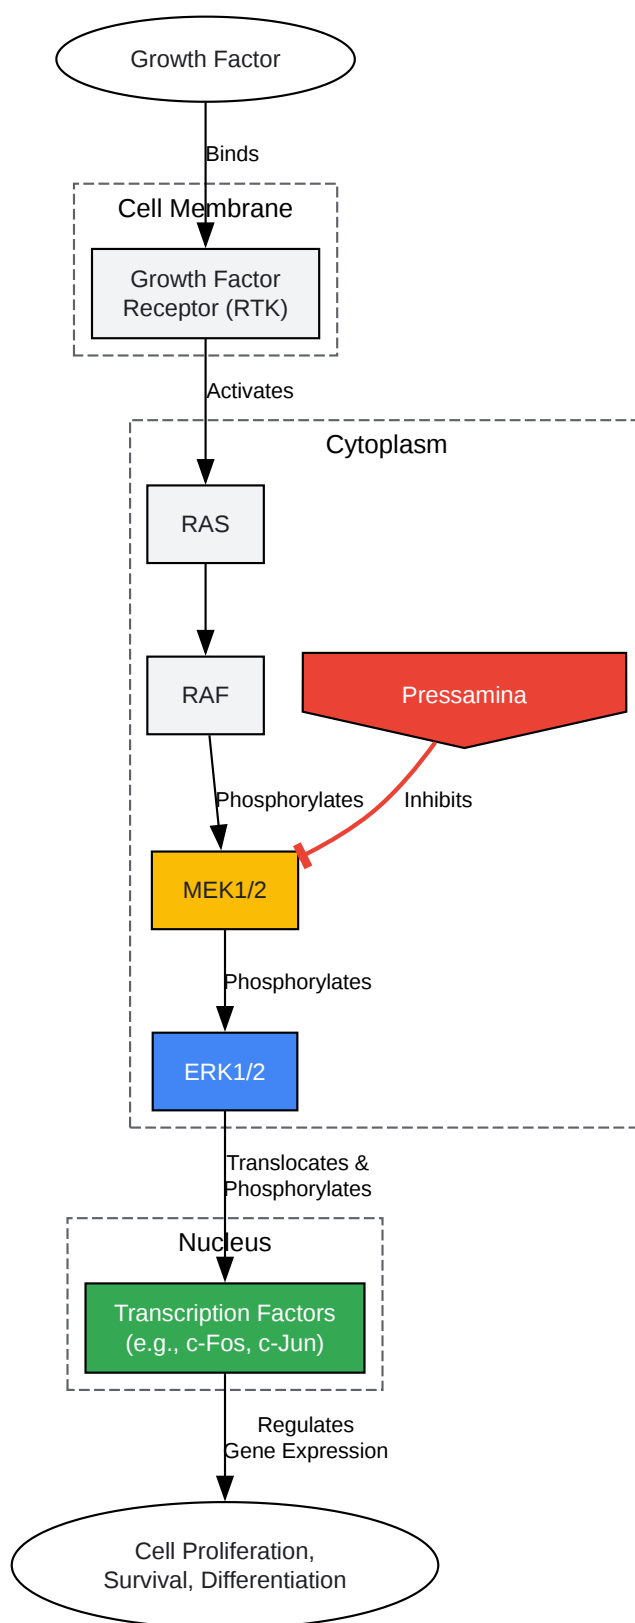 Growth Factor
Binds
Cell Membrane
Growth Factor
Receptor (RTK)
Activates
Cytoplasm
RAS
RAF
Pressamina
Phosphorylates
Inhibits
MEK1/2
Phosphorylates
ERK1/2
Translocates &
Phosphorylates
Nucleus
Transcription Factors
(e.g., c-Fos, c-Jun)
Regulates
Gene Expression
Cell Proliferation,
Survival, Differentiation